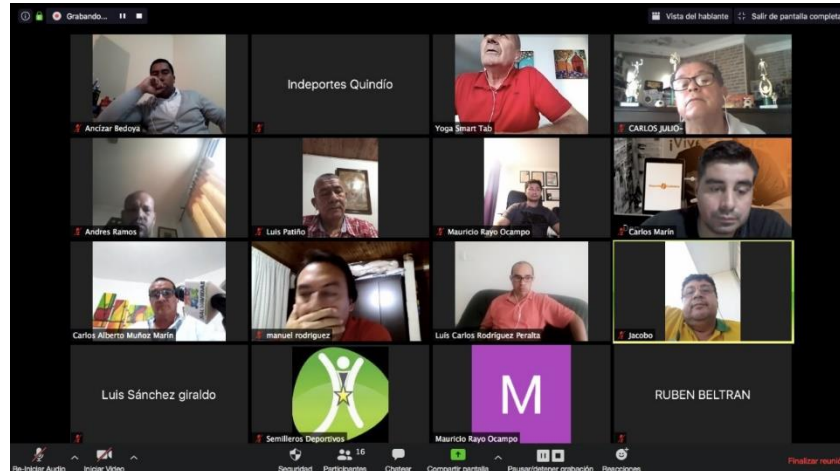 Grabando...
Vista del hablante
Salir de pantalla completa
Ancízar Bedoya
Indeportes Quindío
Yoga Smart Tab
CARLOS JULIO-
Andres Ramos
Luis Patiño
Mauricio Rayo Ocampo
Carlos Marín
Carlos Alberto Muñoz Marín
manuel rodriguez
Luís Carlos Rodríguez Peralta
Jacobo
Luis Sánchez giraldo
Semilleros Deportivos
M
Mauricio Rayo Ocampo
RUBEN BELTRAN
Re-Iniciar Audio
Iniciar Video
Seguridad
Participantes
16
Chatear
Compartir pantalla
Pausar/detener grabación
Reacciones
Finalizar reunió